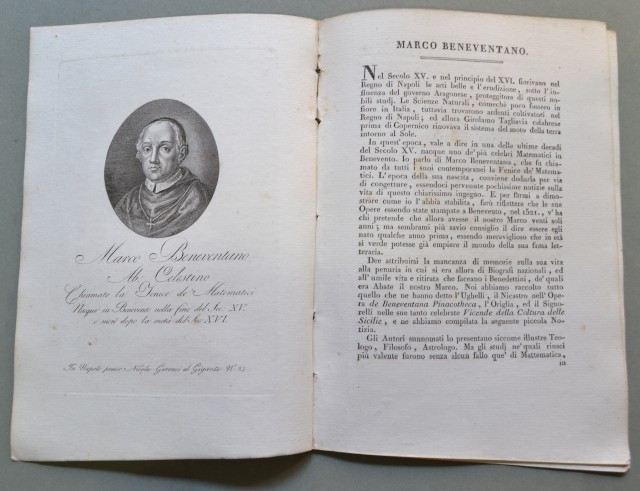 Marco Beneventano
Ab. Celestino
Chiamato la Fenice de' Matematici
Nacque in Benevento nella fine del Sec. XV.
e morì dopo la metà del Sec. XVI.
In Napoli presso Nicola Gervasi al Gigante N. 23.
MARCO BENEVENTANO.
Nel Secolo XV. e nel principio del XVI. fiorivano nel
Regno di Napoli le arti belle e l'erudizione, sotto l'in-
fluenza del governo Aragonese, protettore di questi no-
bili studj. Le Scienze Naturali, comechè poco fossero in
fiore in Italia, tuttavia trovarono ardenti coltivatori nel
Regno di Napoli, ed allora Girolamo Tagliavia calabrese
prima di Copernico rinovava il sistema del moto della terra
intorno al Sole.
In quest'epoca, vale a dire in una delle ultime decadi
del Secolo XV. nacque uno de' più celebri Matematici in
Benevento. Io parlo di Marco Beneventana, che fu chia-
mato da tutti i suoi contemporanei la Fenice de' Matema-
tici. L'epoca della sua nascita, conviene dedurla per via
di congetture, essendoci pervenute pochissime notizie sulla
vita di questo chiarissimo ingegno. E per farsi a dimo-
strare come io l'abbia stabilita, farò riflettere che le sue
Opere essendo state stampate a Benevento, nel 1521., v'ha
chi pretende che allora avesse il nostro Marco venti soli
anni; ma sembrami più savio consiglio il dire essere egli
nato qualche anno prima, essendo meraviglioso che in età
sì verde potesse già empiere il mondo della sua fama lette-
raria.
Dee attribuirsi la mancanza di memorie sulla sua vita
alla penuria in cui si era allora di Biografi nazionali, ed
all'umile vita e ritirata che facevano i Benedettini, de' quali
era Abate il nostro Marco. Noi abbiamo raccolto tutto
quello che ne hanno detto l'Ughelli, il Nicastro nell'Ope-
ra de Beneventana Pinacotheca, l'Origlia, ed il Signo-
relli nelle sue tanto celebrate Vicende della Coltura delle
Sicilie, e ne abbiamo compilata la seguente piccola No-
tizia.
Gli Autori summonati lo presentano siccome illustre Teo-
logo, Filosofo, Astrologo. Ma gli studj ne' quali riuscì
più valente furono senza alcun fallo que' di Mattematica,
in